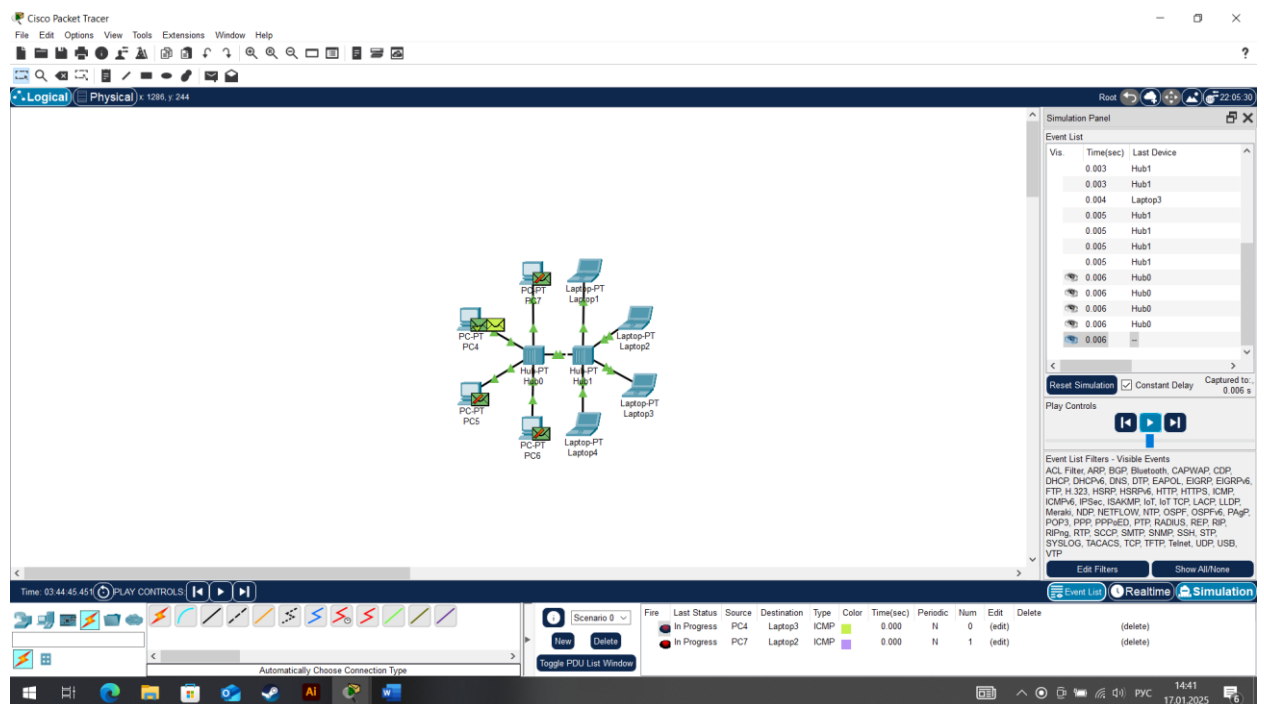 Cisco Packet Tracer
File Edit Options View Tools Extensions Window Help
?
Logical Physical x: 1286, y: 244 Root 22:05:30
Simulation Panel
Event List
Vis. Time(sec) Last Device
0.003 Hub1
0.003 Hub1
0.004 Laptop3
0.005 Hub1
0.005 Hub1
0.005 Hub1
0.005 Hub1
0.006 Hub0
0.006 Hub0
0.006 Hub0
0.006 Hub0
0.006 --
Reset Simulation Constant Delay Captured to:
0.006 s
Play Controls
Event List Filters - Visible Events
ACL Filter, ARP, BGP, Bluetooth, CAPWAP, CDP,
DHCP, DHCPv6, DNS, DTP, EAPOL, EIGRP, EIGRPv6,
FTP, H.323, HSRP, HSRPv6, HTTP, HTTPS, ICMP,
ICMPv6, IPSec, ISAKMP, IoT, IoT TCP, LACP, LLDP,
Meraki, NDP, NETFLOW, NTP, OSPF, OSPFv6, PAgP,
POP3, PPP, PPPoED, PTP, RADIUS, REP, RIP,
RIPng, RTP, SCCP, SMTP, SNMP, SSH, STP,
SYSLOG, TACACS, TCP, TFTP, Telnet, UDP, USB,
VTP
Edit Filters Show All/None
PC-PT
PC7
Laptop-PT
Laptop1
PC-PT
PC4
Laptop-PT
Laptop2
Hub-PT
Hub0
Hub-PT
Hub1
PC-PT
PC5
Laptop-PT
Laptop3
PC-PT
PC6
Laptop-PT
Laptop4
Time: 03:44:45.451 PLAY CONTROLS: Event List Realtime Simulation
Scenario 0
New Delete
Toggle PDU List Window
Automatically Choose Connection Type
Fire Last Status Source Destination Type Color Time(sec) Periodic Num Edit Delete
In Progress PC4 Laptop3 ICMP 0.000 N 0 (edit) (delete)
In Progress PC7 Laptop2 ICMP 0.000 N 1 (edit) (delete)
Ai
W
РУС
14:41
17.01.2025
6